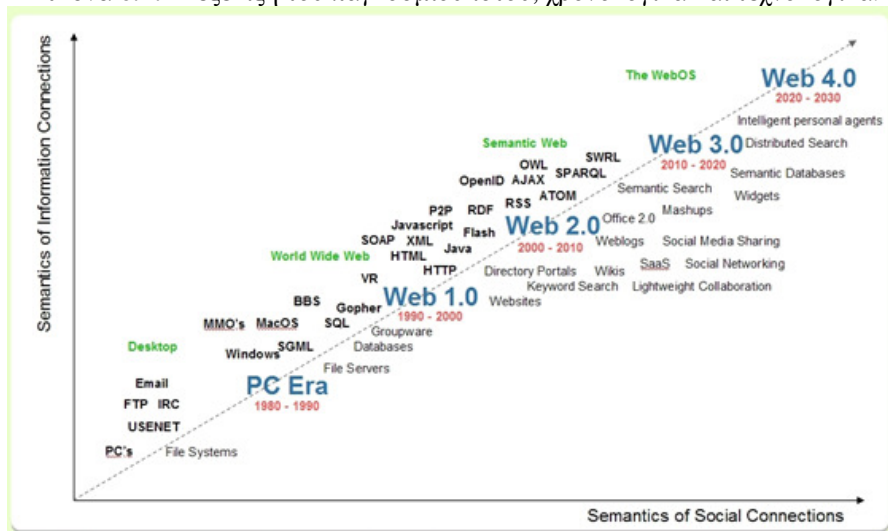 χρονολογικά και τεχνολογικά.
Semantics of Information Connections
The WebOS
Web 4.0
2020 - 2030
Intelligent personal agents
Semantic Web
Web 3.0
Distributed Search
2010 - 2020
SWRL
OWL
SPARQL
Semantic Databases
OpenID AJAX
Semantic Search
Widgets
ATOM
RSS
P2P RDF
Mashups
Office 2.0
Javascript
Flash
Web 2.0
2000 - 2010
SOAP XML
Java
Weblogs Social Media Sharing
World Wide Web
HTML
HTTP
Directory Portals Wikis SaaS Social Networking
VR
Keyword Search Lightweight Collaboration
BBS
Gopher
Web 1.0
1990 - 2000
Websites
MMO's MacOS SQL
Groupware
Desktop
Windows SGML
Databases
File Servers
Email
PC Era
1980 - 1990
FTP IRC
USENET
PC's File Systems
Semantics of Social Connections